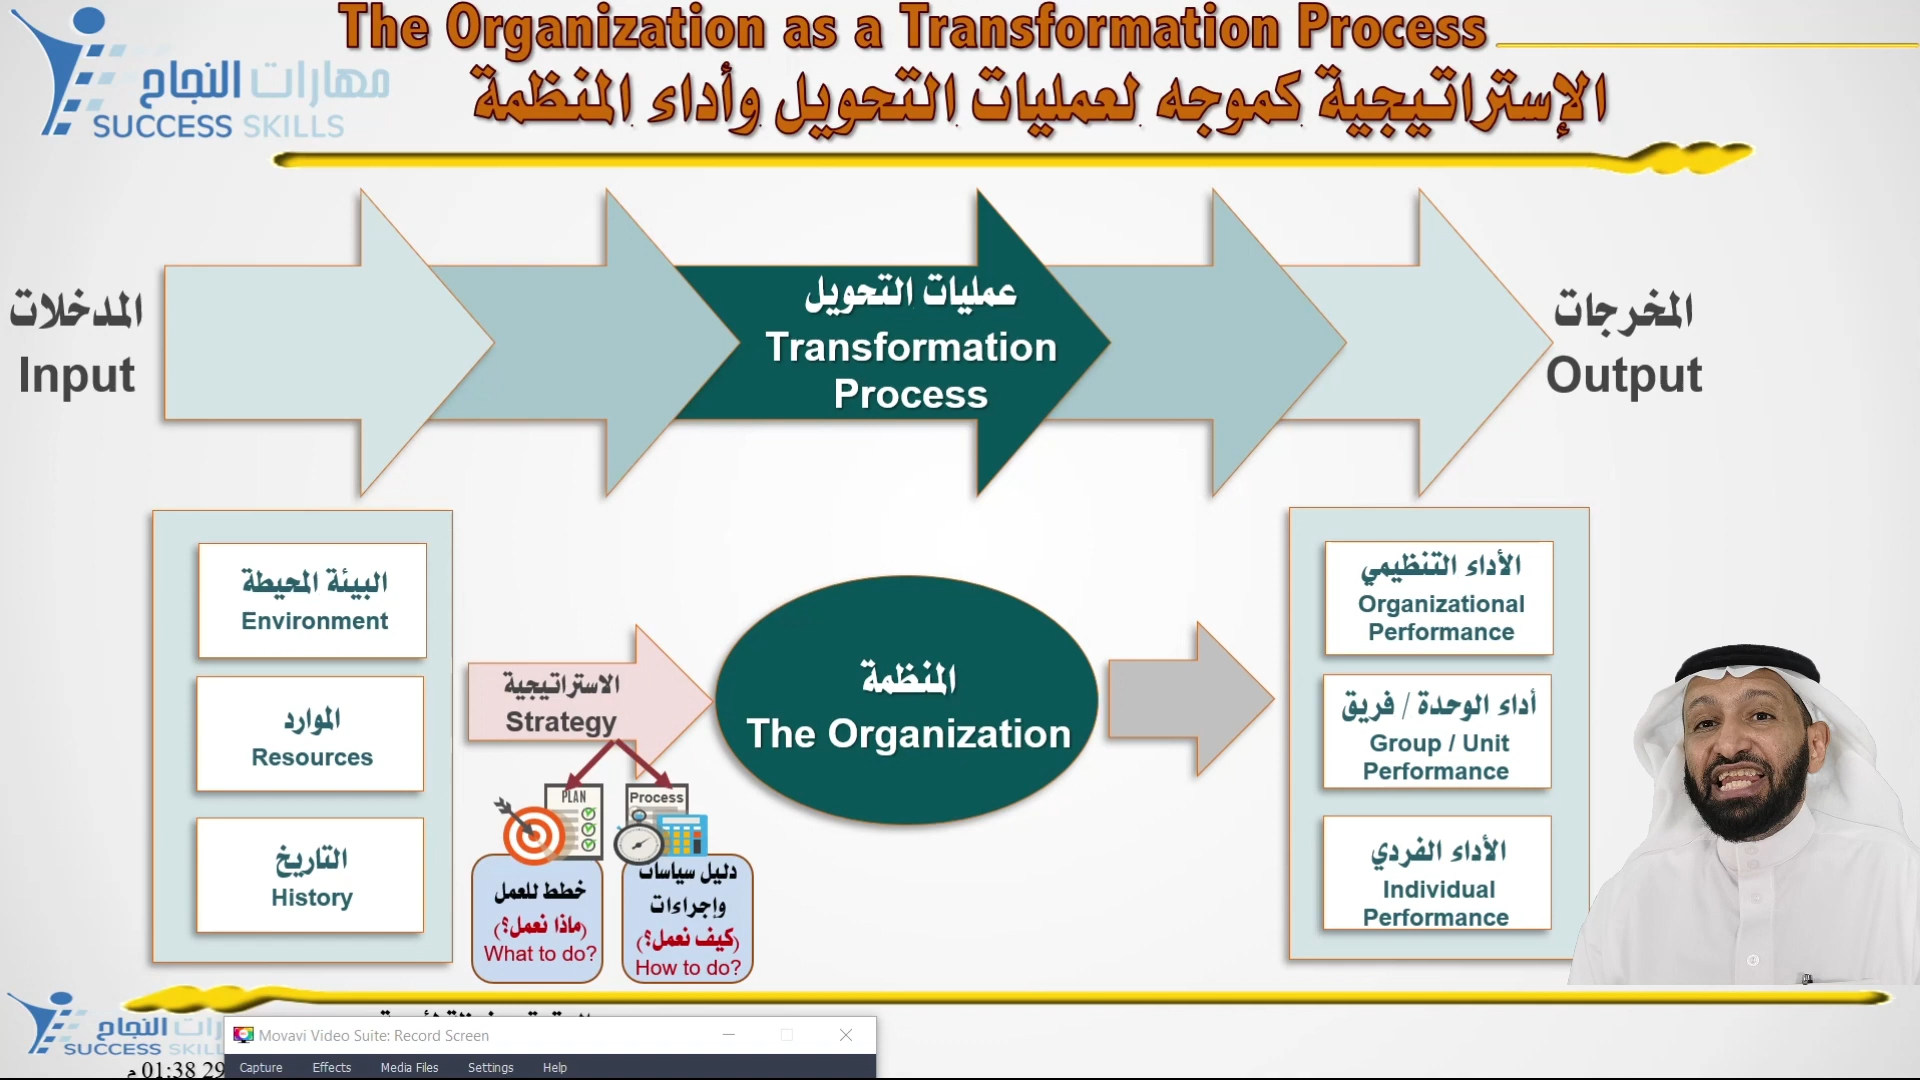 The Organization as a Transformation Process
الإستراتيجية كموجه لعمليات التحويل وأداء المنظمة
مهارات النجاح
SUCCESS SKILLS
المدخلات
Input
عمليات التحويل
Transformation
Process
المخرجات
Output
البيئة المحيطة
Environment
الموارد
Resources
التاريخ
History
الاستراتيجية
Strategy
PLAN
Process
خطط للعمل
(ماذا نعمل؟)
What to do?
دليل سياسات
وإجراءات
(كيف نعمل؟)
How to do?
المنظمة
The Organization
الأداء التنظيمي
Organizational
Performance
أداء الوحدة / فريق
Group / Unit
Performance
الأداء الفردي
Individual
Performance
النجاح
SUCCESS SKILL
01:38 29 م
Movavi Video Suite: Record Screen
Capture Effects Media Files Settings Help